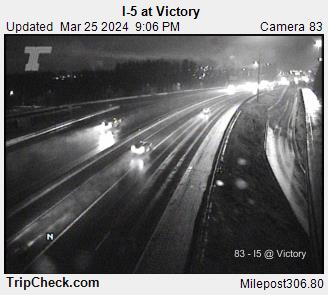 I-5 at Victory
Updated Mar 25 2024 9:06 PM Camera 83
T
N
83 - I5 @ Victory
TripCheck.com Milepost306.80